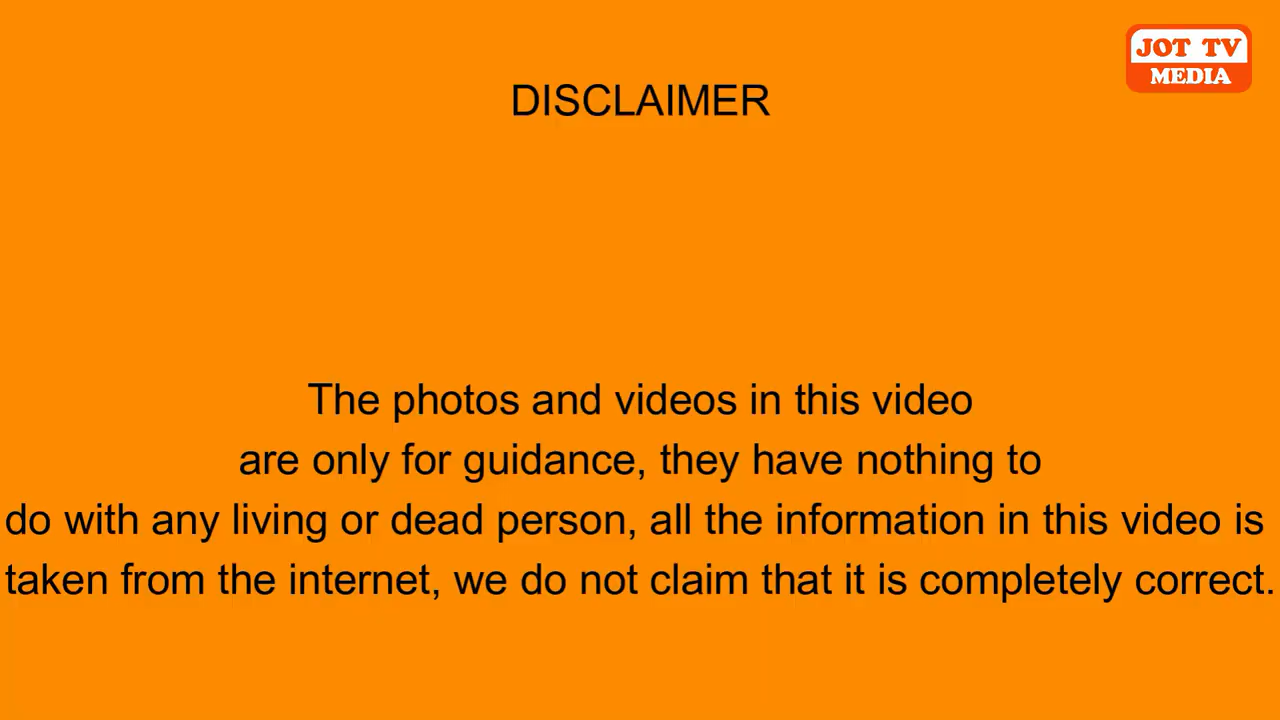 JOT TV
MEDIA
DISCLAIMER
The photos and videos in this video
are only for guidance, they have nothing to
do with any living or dead person, all the information in this video is
taken from the internet, we do not claim that it is completely correct.